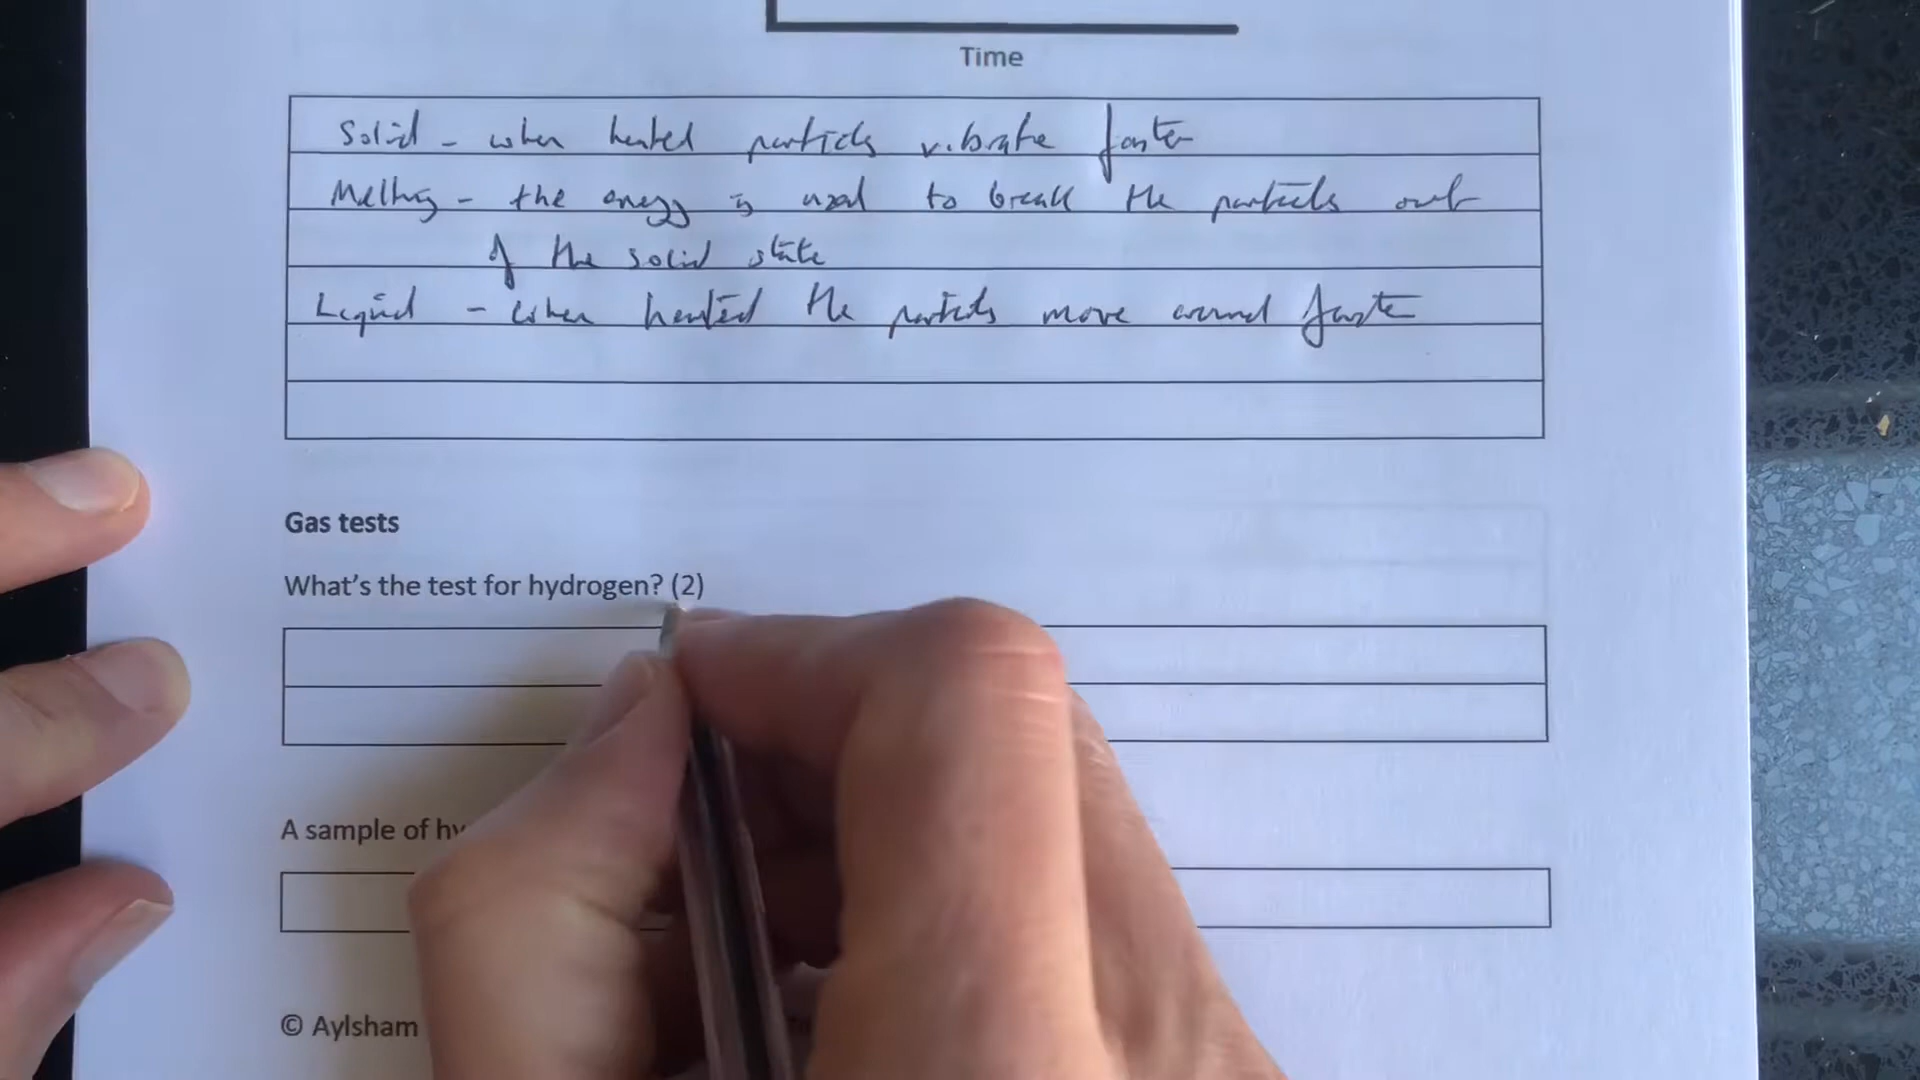 Time
Solid - when heated particles vibrate faster
Melting - the energy is used to break the particles out
of the solid state
Liquid - when heated the particles move around faster
Gas tests
What's the test for hydrogen? (2)
A sample of hy
© Aylsham